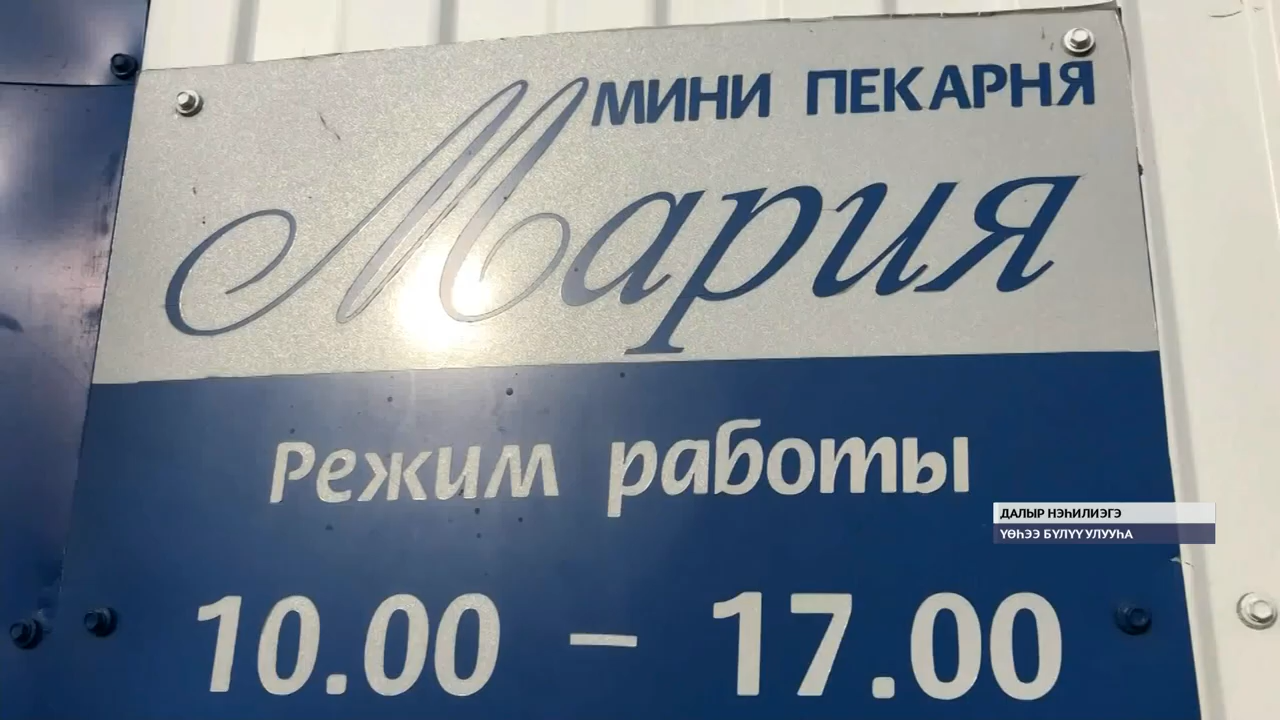 МИНИ ПЕКАРНЯ
Мария
Режим работы
10.00 – 17.00
ДАЛЫР НЭҺИЛИЭГЭ
ҮӨҺЭЭ БҮЛҮҮ УЛУУҺА